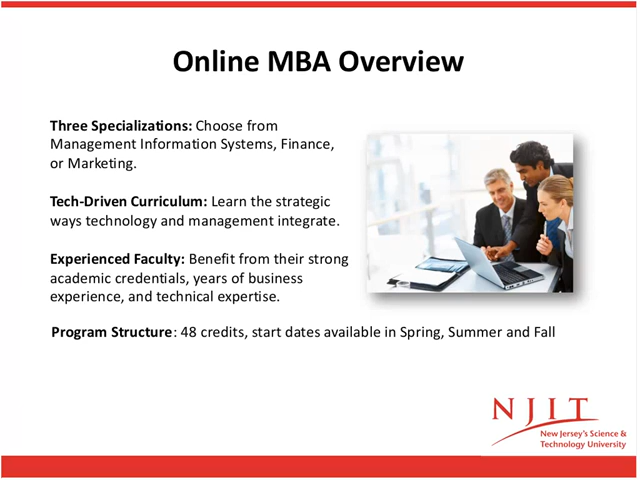 Online MBA Overview
Three Specializations: Choose from
Management Information Systems, Finance,
or Marketing.
Tech-Driven Curriculum: Learn the strategic
ways technology and management integrate.
Experienced Faculty: Benefit from their strong
academic credentials, years of business
experience, and technical expertise.
Program Structure: 48 credits, start dates available in Spring, Summer and Fall
NJIT
New Jersey's Science &
Technology University